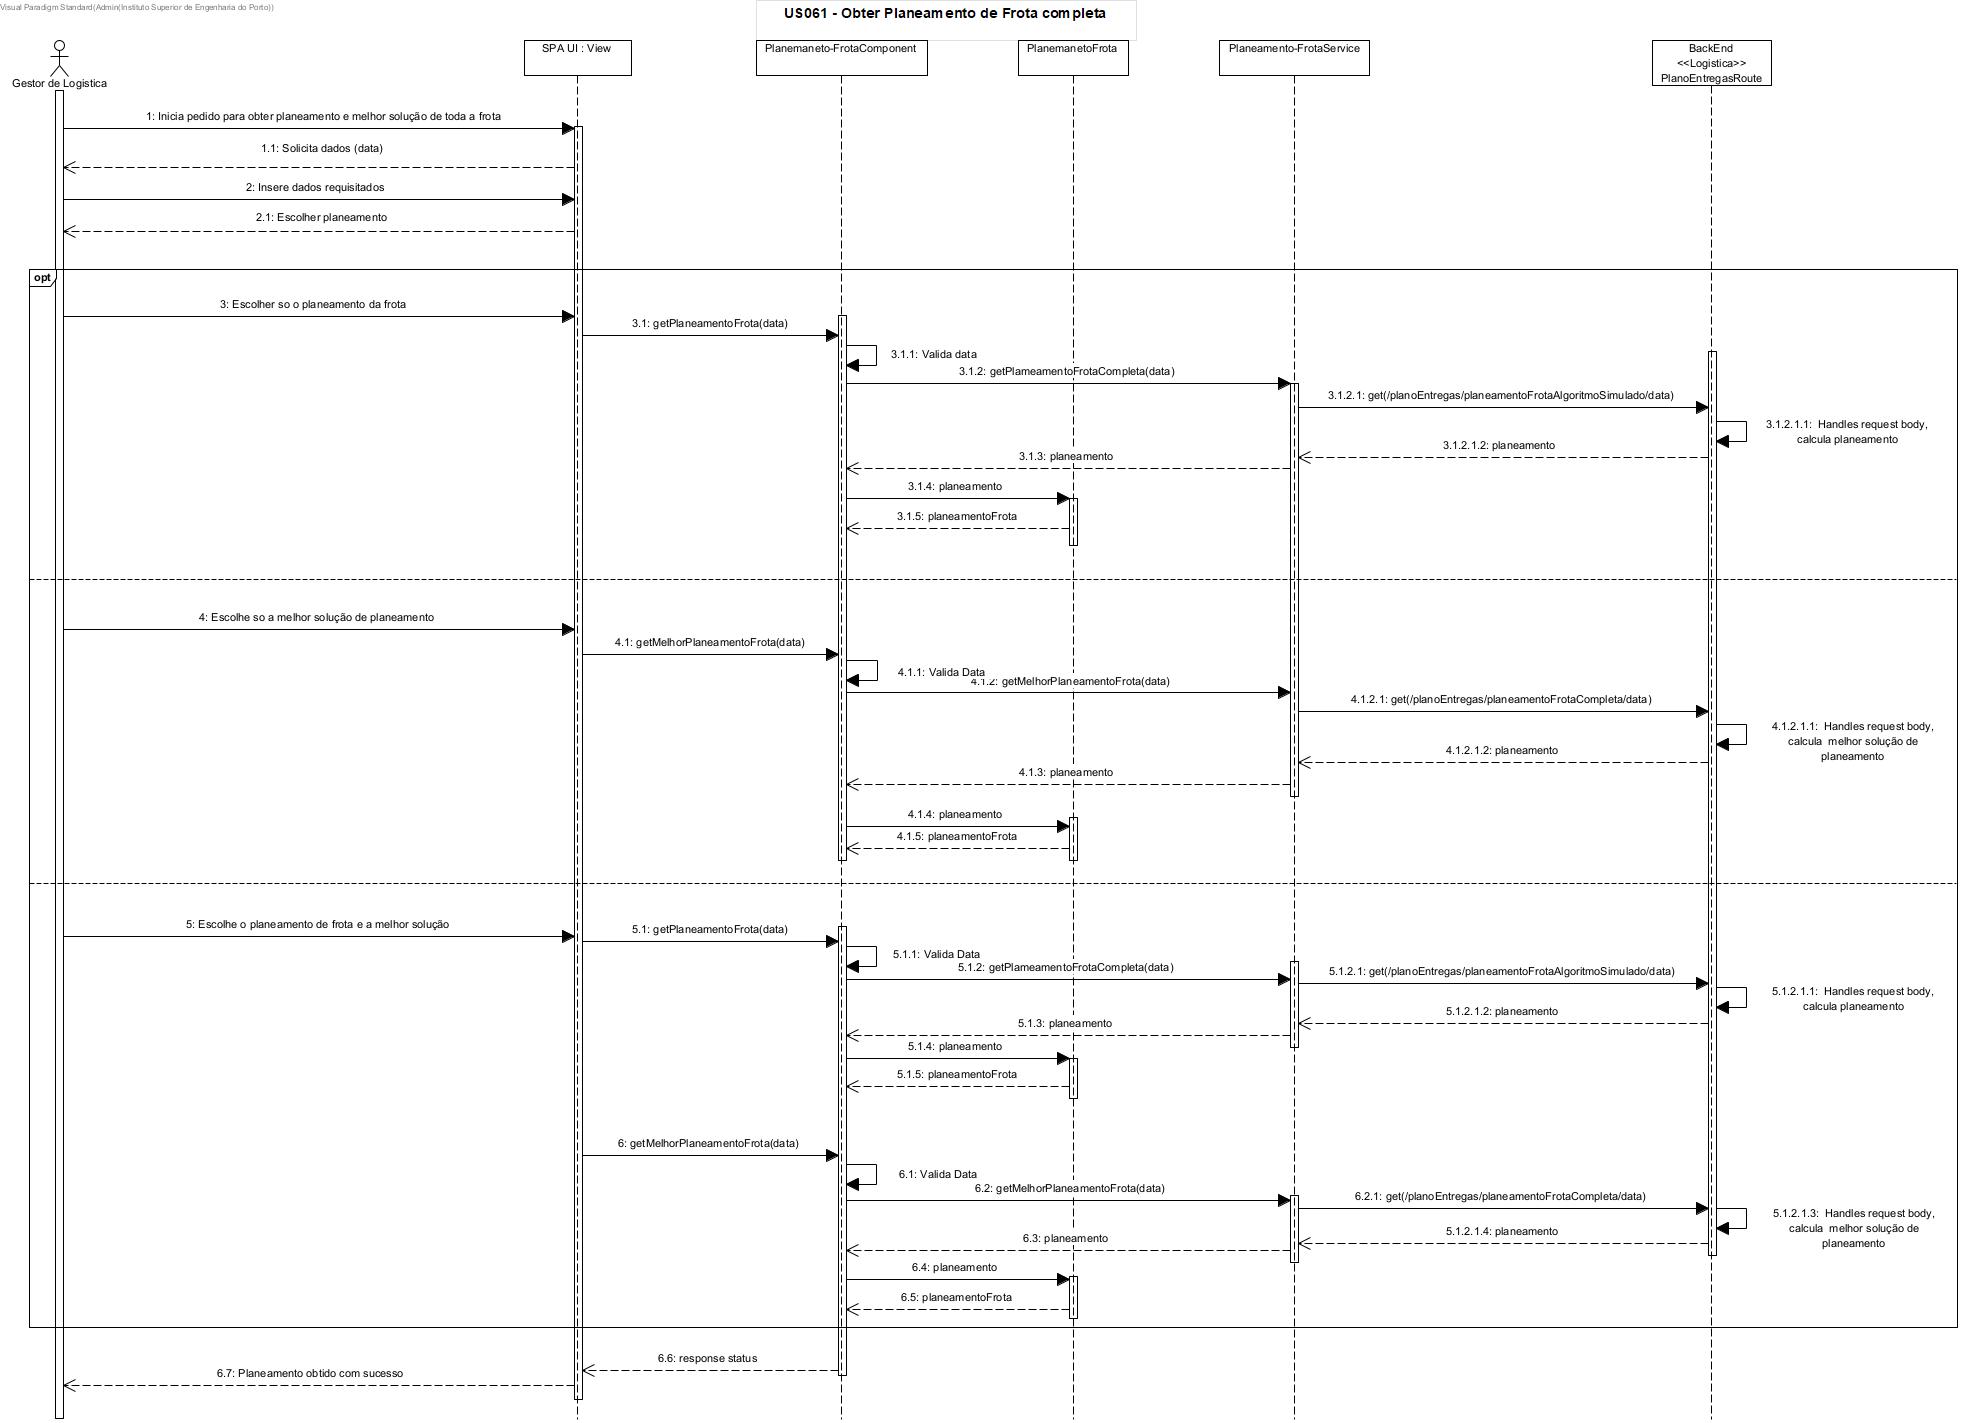 Visual Paradigm Standard(Admin(Instituto Superior de Engenharia do Porto))
US061 - Obter Planeamento de Frota completa
Gestor de Logistica
SPA UI : View
Planemaneto-FrotaComponent
PlanemanetoFrota
Planeamento-FrotaService
BackEnd
<<Logistica>>
PlanoEntregasRoute
1: Inicia pedido para obter planeamento e melhor solução de toda a frota
1.1: Solicita dados (data)
2: Insere dados requisitados
2.1: Escolher planeamento
opt
3: Escolher so o planeamento da frota
3.1: getPlaneamentoFrota(data)
3.1.1: Valida data
3.1.2: getPlameamentoFrotaCompleta(data)
3.1.2.1: get(/planoEntregas/planeamentoFrotaAlgoritmoSimulado/data)
3.1.2.1.1: Handles request body,
calcula planeamento
3.1.2.1.2: planeamento
3.1.3: planeamento
3.1.4: planeamento
3.1.5: planeamentoFrota
4: Escolhe so a melhor solução de planeamento
4.1: getMelhorPlaneamentoFrota(data)
4.1.1: Valida Data
4.1.2: getMelhorPlaneamentoFrota(data)
4.1.2.1: get(/planoEntregas/planeamentoFrotaCompleta/data)
4.1.2.1.1: Handles request body,
calcula melhor solução de
planeamento
4.1.2.1.2: planeamento
4.1.3: planeamento
4.1.4: planeamento
4.1.5: planeamentoFrota
5: Escolhe o planeamento de frota e a melhor solução
5.1: getPlaneamentoFrota(data)
5.1.1: Valida Data
5.1.2: getPlameamentoFrotaCompleta(data)
5.1.2.1: get(/planoEntregas/planeamentoFrotaAlgoritmoSimulado/data)
5.1.2.1.1: Handles request body,
calcula planeamento
5.1.2.1.2: planeamento
5.1.3: planeamento
5.1.4: planeamento
5.1.5: planeamentoFrota
6: getMelhorPlaneamentoFrota(data)
6.1: Valida Data
6.2: getMelhorPlaneamentoFrota(data)
6.2.1: get(/planoEntregas/planeamentoFrotaCompleta/data)
5.1.2.1.3: Handles request body,
calcula melhor solução de
planeamento
5.1.2.1.4: planeamento
6.3: planeamento
6.4: planeamento
6.5: planeamentoFrota
6.6: response status
6.7: Planeamento obtido com sucesso